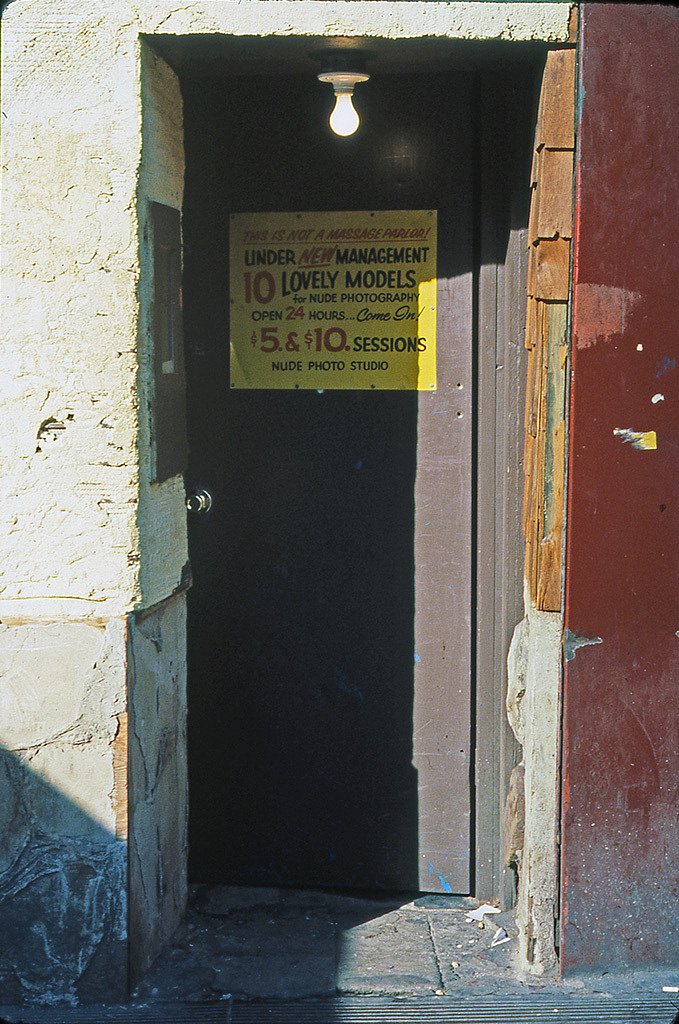 THIS IS NOT A MASSAGE PARLOR!
UNDER NEW MANAGEMENT
10 LOVELY MODELS
for NUDE PHOTOGRAPHY
OPEN 24 HOURS... Come In!
$5. & $10. SESSIONS
NUDE PHOTO STUDIO